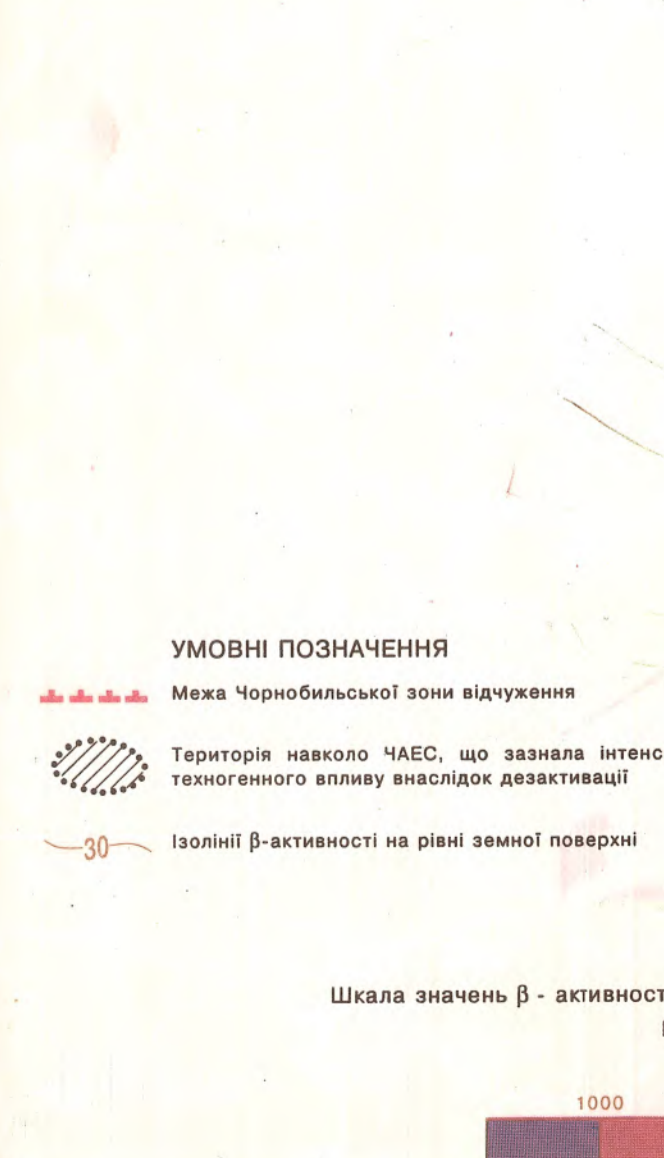 УМОВНІ ПОЗНАЧЕННЯ
Межа Чорнобильської зони відчуження
Територія навколо ЧАЕС, що зазнала
техногенного впливу внаслідок дезактивації
30
Ізолінії β-активності на рівні земної поверхні
Шкала значень β -
1000